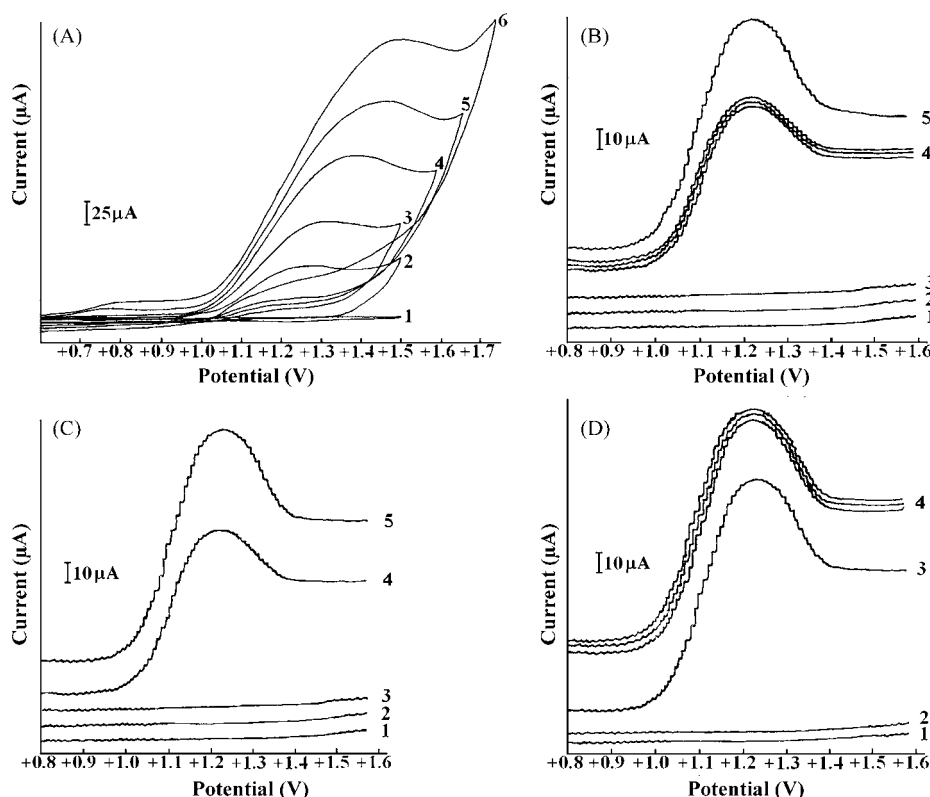 (A)
6
5
4
3
2
1
25μA
Current (μA)
+0.7 +0.8 +0.9 +1.0 +1.2 +1.3 +1.4 +1.5 +1.6 +1.7
Potential (V)
(B)
10μA
5
4
3
2
1
Current (μA)
+0.8 +0.9 +1.0 +1.1 +1.2 +1.3 +1.4 +1.5 +1.6
Potential (V)
(C)
10μA
5
4
3
2
1
Current (μA)
+0.8 +0.9 +1.0 +1.1 +1.2 +1.3 +1.4 +1.5 +1.6
Potential (V)
(D)
10μA
4
3
2
1
Current (μA)
+0.8 +0.9 +1.0 +1.1 +1.2 +1.3 +1.4 +1.5 +1.6
Potential (V)